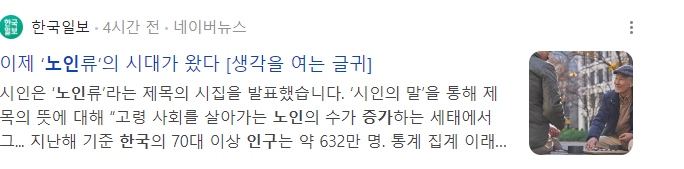 한국
일보
한국일보 · 4시간 전 · 네이버뉴스
이제 ‘노인류’의 시대가 왔다 [생각을 여는 글귀]
시인은 ‘노인류’라는 제목의 시집을 발표했습니다. ‘시인의 말’을 통해 제
목의 뜻에 대해 “고령 사회를 살아가는 노인의 수가 증가하는 세태에서
그... 지난해 기준 한국의 70대 이상 인구는 약 632만 명. 통계 집계 이래...